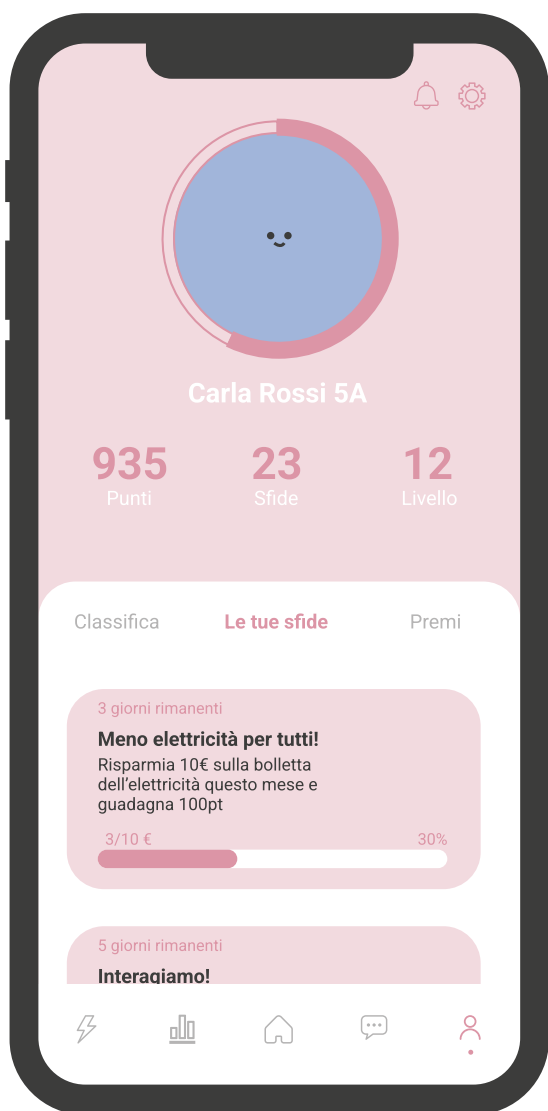 Carla Rossi 5A
935 23 12
Punti Sfide Livello
Classifica Le tue sfide Premi
3 giorni rimanenti
Meno elettricità per tutti!
Risparmia 10€ sulla bolletta
dell'elettricità questo mese e
guadagna 100pt
3/10 € 30%
5 giorni rimanenti
Interagiamo!